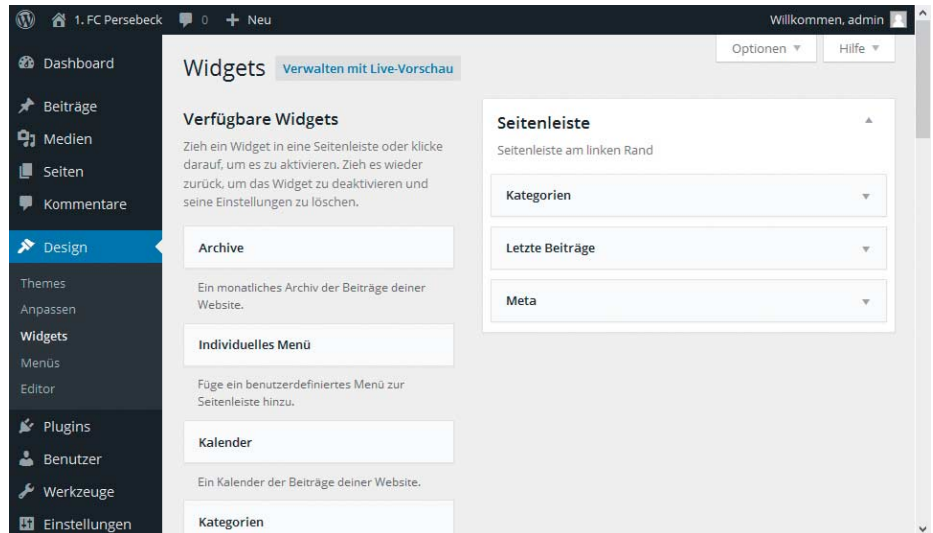 1. FC Persebeck 0 Neu Willkommen, admin
Optionen Hilfe
Dashboard
Beiträge
Medien
Seiten
Kommentare
Design
Themes
Anpassen
Widgets
Menüs
Editor
Plugins
Benutzer
Werkzeuge
Einstellungen
Widgets Verwalten mit Live-Vorschau
Verfügbare Widgets
Zieh ein Widget in eine Seitenleiste oder klicke
darauf, um es zu aktivieren. Zieh es wieder
zurück, um das Widget zu deaktivieren und
seine Einstellungen zu löschen.
Archive
Ein monatliches Archiv der Beiträge deiner
Website.
Individuelles Menü
Füge ein benutzerdefiniertes Menü zur
Seitenleiste hinzu.
Kalender
Ein Kalender der Beiträge deiner Website.
Kategorien
Seitenleiste
Seitenleiste am linken Rand
Kategorien
Letzte Beiträge
Meta